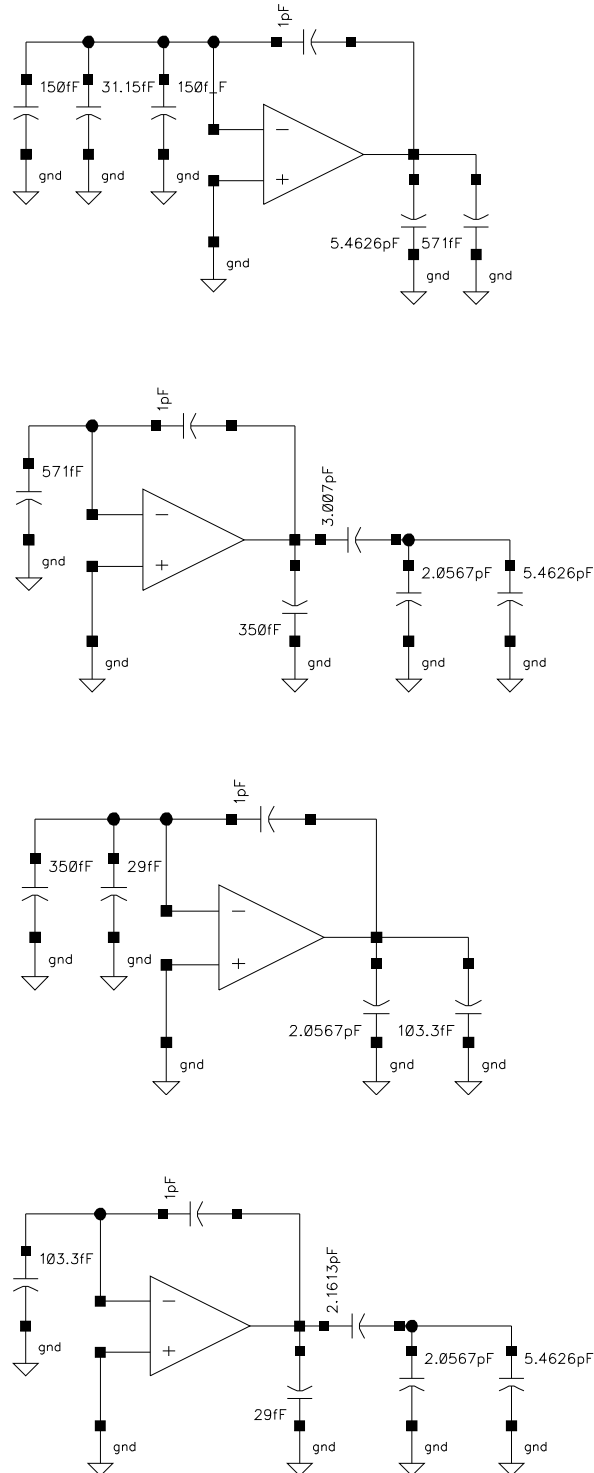 1pF
150fF 31.15fF 150f_F
−
gnd gnd gnd
+
5.4626pF 571fF
gnd
gnd gnd
1pF
571fF
3.007pF
−
gnd
+
2.0567pF 5.4626pF
350fF
gnd gnd gnd gnd
1pF
350fF 29fF
−
gnd gnd
+
2.0567pF 103.3fF
gnd gnd gnd
1pF
103.3fF
2.1613pF
−
gnd
+
2.0567pF 5.4626pF
29fF
gnd gnd gnd gnd